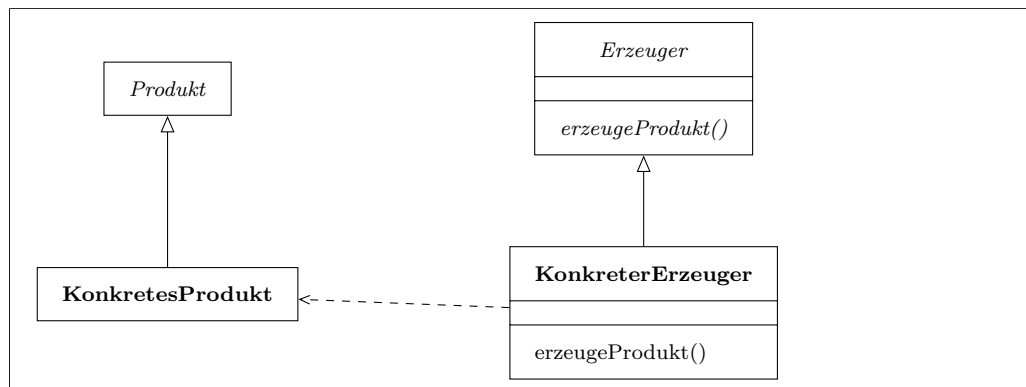 Erzeuger
Produkt
erzeugeProdukt()
KonkreterErzeuger
KonkretesProdukt
erzeugeProdukt()